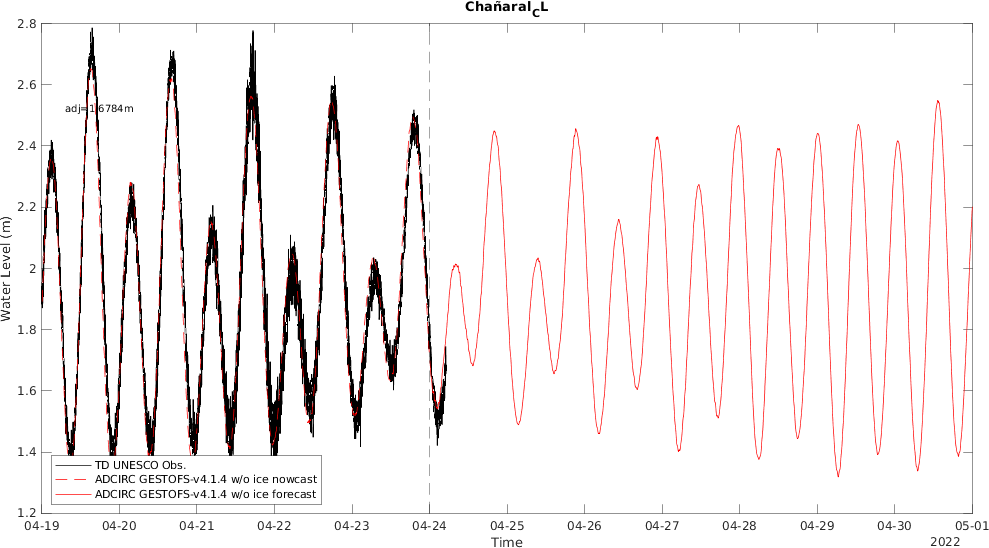 Chañaral_CL
2.8
2.6
adj=1.6784m
2.4
2.2
2
1.8
1.6
1.4
1.2
Water Level (m)
TD UNESCO Obs.
ADCIRC GESTOFS-v4.1.4 w/o ice nowcast
ADCIRC GESTOFS-v4.1.4 w/o ice forecast
04-19 04-20 04-21 04-22 04-23 04-24 04-25 04-26 04-27 04-28 04-29 04-30 05-01
Time
2022